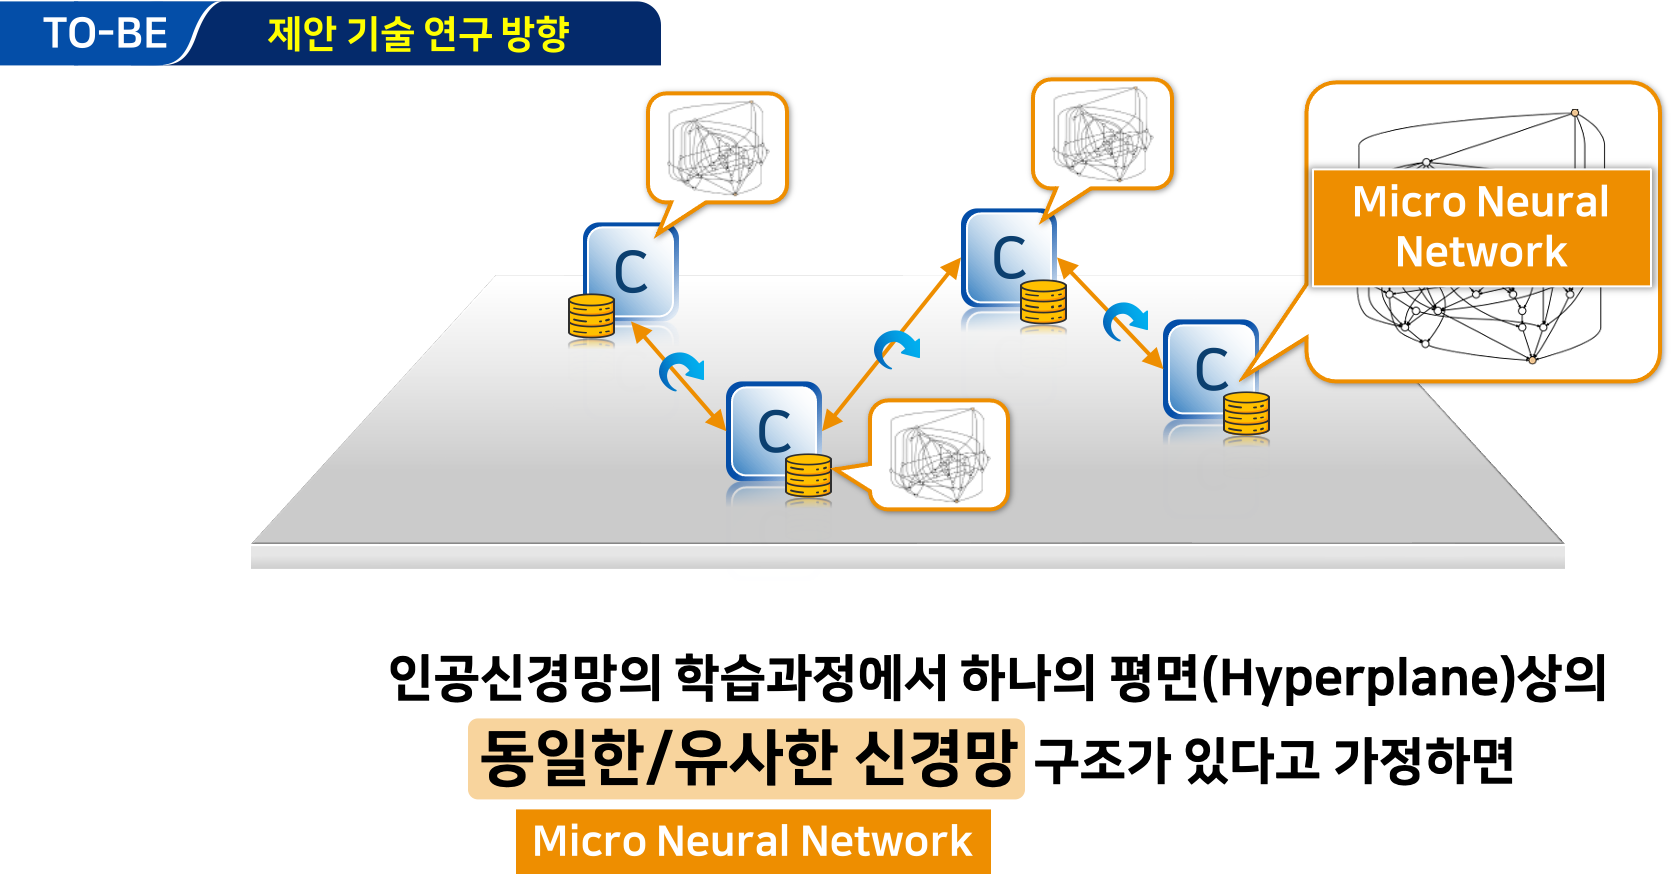 TO-BE 제안 기술 연구 방향
Micro Neural
Network
C
C
C
C
인공신경망의 학습과정에서 하나의 평면(Hyperplane)상의
동일한/유사한 신경망 구조가 있다고 가정하면
Micro Neural Network